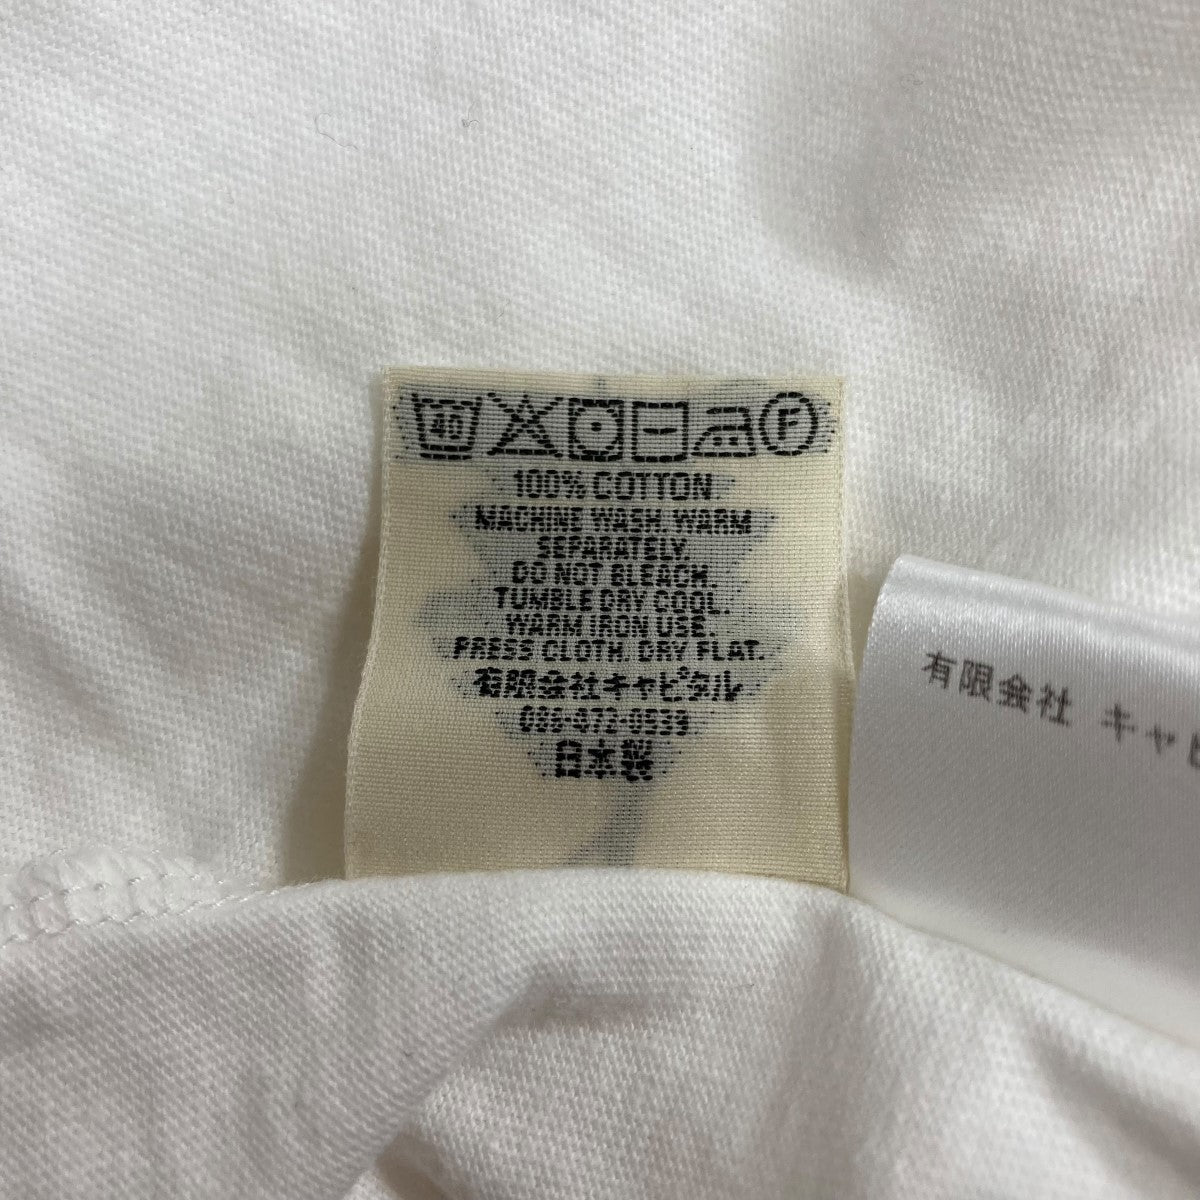 40 F
100% COTTON
MACHINE WASH. WARM
SEPARATELY.
DO NOT BLEACH.
TUMBLE DRY COOL.
WARM IRON USE.
PRESS CLOTH. DRY FLAT.
有限会社キャピタル
086-472-0539
日本製
有限会社 キャピ